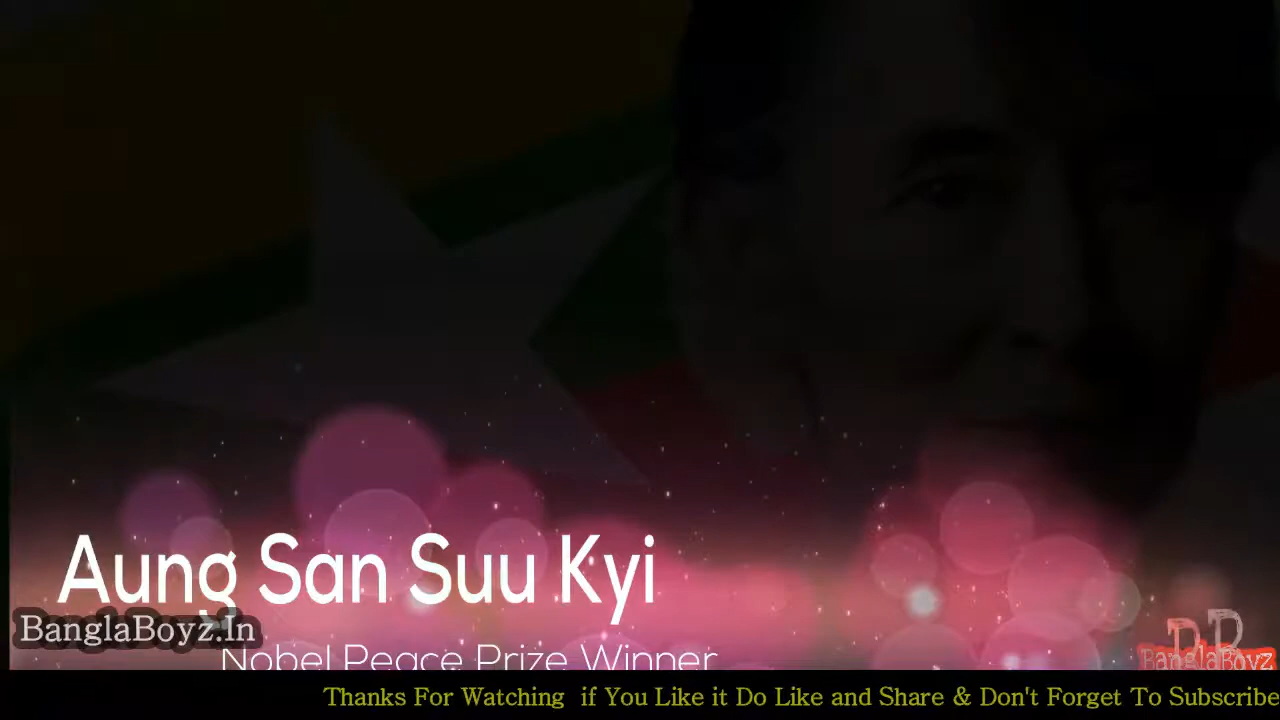 Aung San Suu Kyi
BanglaBoyz.In
Nobel Peace Prize Winner
BanglaBoyz
Thanks For Watching if You Like it Do Like and Share & Don't Forget To Subscribe